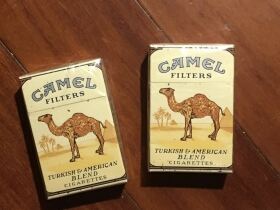 CAMEL
FILTERS
TURKISH & AMERICAN
BLEND
CIGARETTES
CAMEL
FILTERS
TURKISH & AMERICAN
BLEND
CIGARETTES